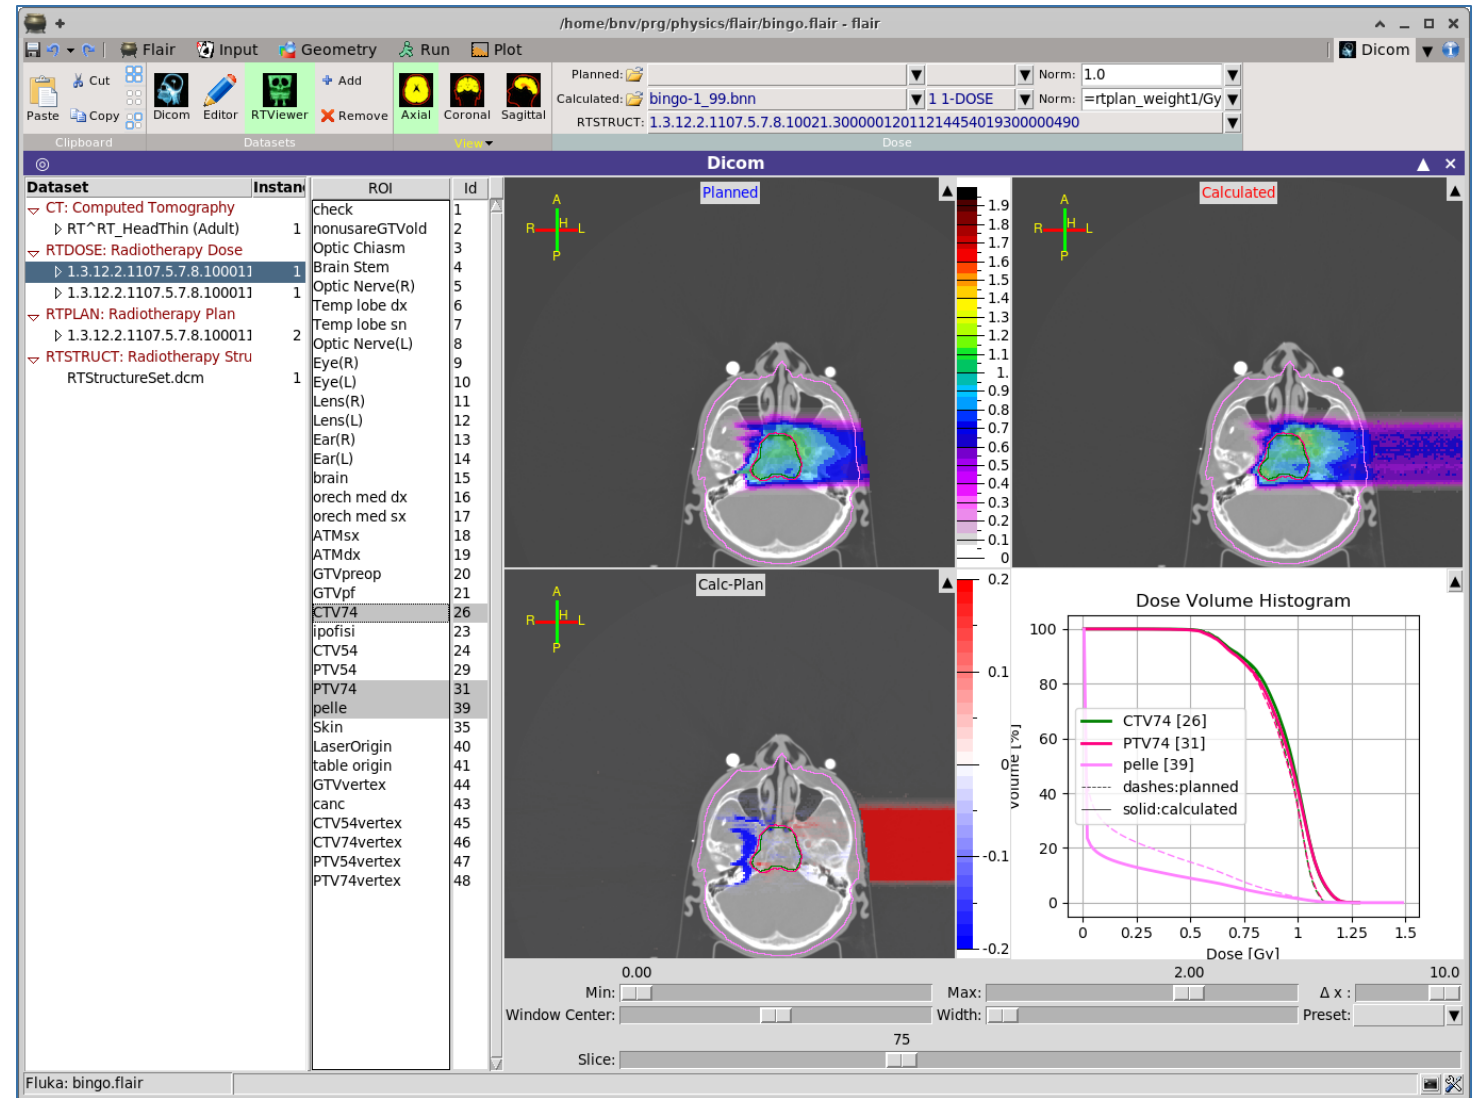 /home/bnv/prg/physics/flair/bingo.flair - flair
Flair Input Geometry Run Plot Dicom
Paste Cut Copy
Clipboard
Dicom Editor RTViewer Add Remove
Datasets
Axial Coronal Sagittal
View
Planned: Norm: 1.0
Calculated: bingo-1_99.bnn 1 1-DOSE Norm: =rtplan_weight1/Gy
RTSTRUCT: 1.3.12.2.1107.5.7.8.10021.30000012011214454019300000490
Dose
Dicom
Dataset Instan
CT: Computed Tomography
RT^RT_HeadThin (Adult) 1
RTDOSE: Radiotherapy Dose
1.3.12.2.1107.5.7.8.100011 1
1.3.12.2.1107.5.7.8.100011 1
RTPLAN: Radiotherapy Plan
1.3.12.2.1107.5.7.8.100011 2
RTSTRUCT: Radiotherapy Stru
RTStructureSet.dcm 1
ROI Id
check 1
nonusareGTVold 2
Optic Chiasm 3
Brain Stem 4
Optic Nerve(R) 5
Temp lobe dx 6
Temp lobe sn 7
Optic Nerve(L) 8
Eye(R) 9
Eye(L) 10
Lens(R) 11
Lens(L) 12
Ear(R) 13
Ear(L) 14
brain 15
orech med dx 16
orech med sx 17
ATMsx 18
ATMdx 19
GTVpreop 20
GTVpf 21
CTV74 26
ipofisi 23
CTV54 24
PTV54 29
PTV74 31
pelle 39
Skin 35
LaserOrigin 40
table origin 41
GTVvertex 44
canc 43
CTV54vertex 45
CTV74vertex 46
PTV54vertex 47
PTV74vertex 48
Planned
A
R H L
P
1.9
1.8
1.7
1.6
1.5
1.4
1.3
1.2
1.1
1.
0.9
0.8
0.7
0.6
0.5
0.4
0.3
0.2
0.1
0
Calculated
A
R H L
P
Calc-Plan
A
R H L
P
0.2
0.1
0
-0.1
-0.2
Dose Volume Histogram
Volume [%]
100
80
60
40
20
0
CTV74 [26]
PTV74 [31]
pelle [39]
dashes:planned
solid:calculated
0 0.25 0.5 0.75 1 1.25 1.5
Dose [Gy]
0.00 2.00 10.0
Min: Max: Δ x :
Window Center: Width: Preset:
75
Slice:
Fluka: bingo.flair